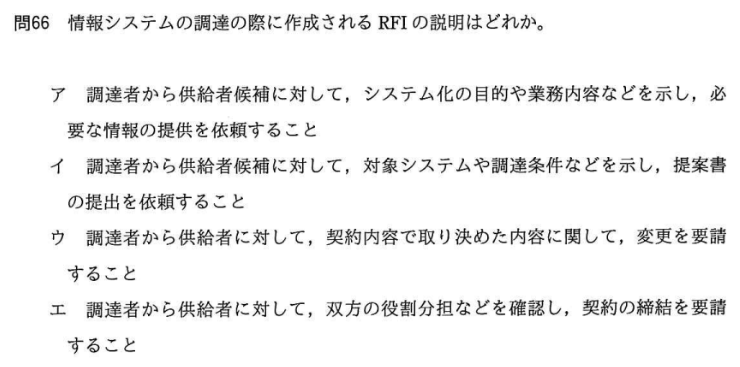 問66 情報システムの調達の際に作成される RFI の説明はどれか。
ア 調達者から供給者候補に対して，システム化の目的や業務内容などを示し，必
要な情報の提供を依頼すること
イ 調達者から供給者候補に対して，対象システムや調達条件などを示し，提案書
の提出を依頼すること
ウ 調達者から供給者に対して，契約内容で取り決めた内容に関して，変更を要請
すること
エ 調達者から供給者に対して，双方の役割分担などを確認し，契約の締結を要請
すること